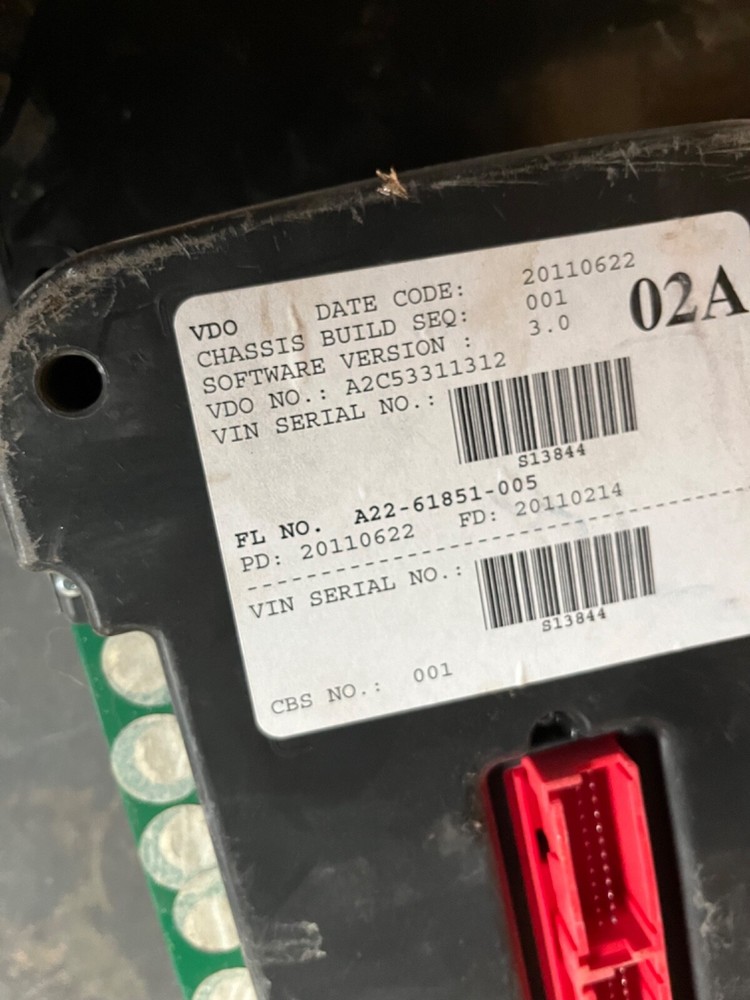 VDO DATE CODE: 20110622
CHASSIS BUILD SEQ: 001
SOFTWARE VERSION : 3.0
02A
VDO NO.: A2C53311312
VIN SERIAL NO.:
S13844
FL NO. A22-61851-005
PD: 20110622 FD: 20110214
VIN SERIAL NO.:
S13844
CBS NO.: 001